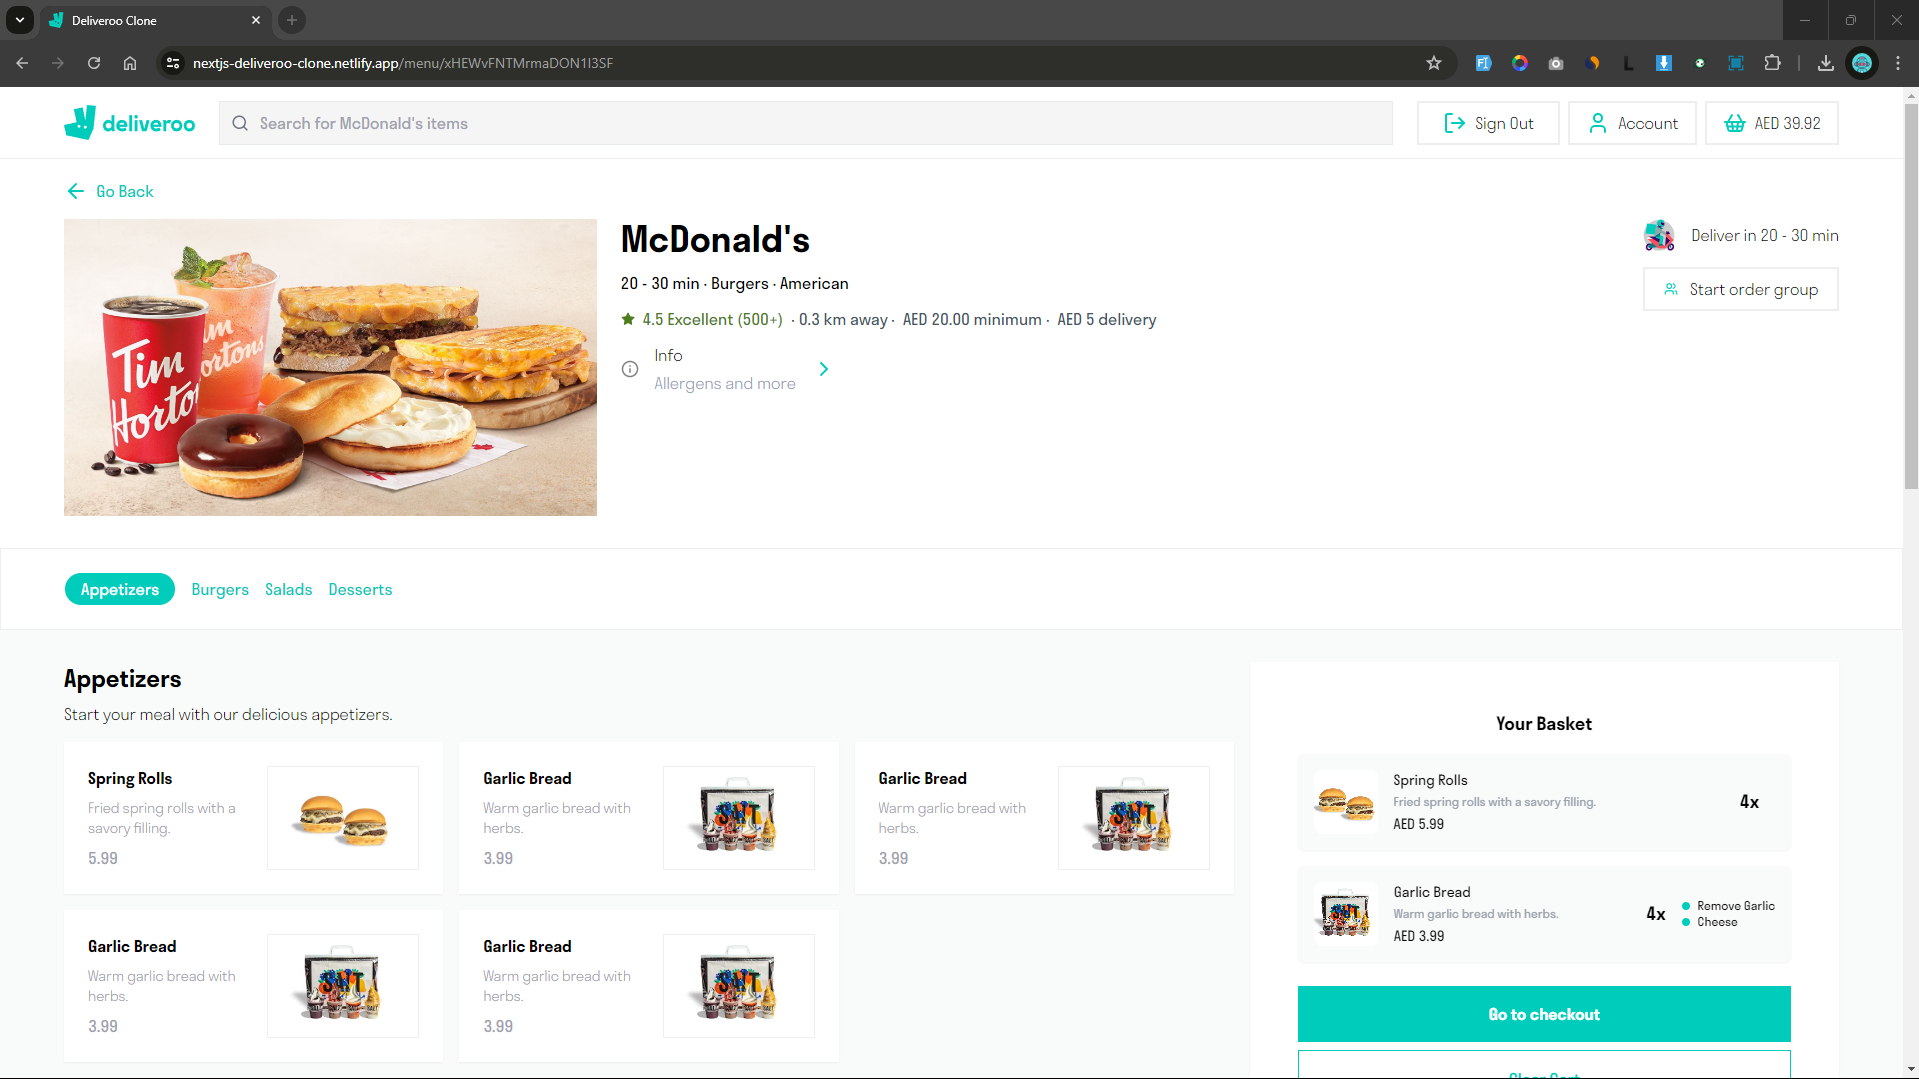 Deliveroo Clone
nextjs-deliveroo-clone.netlify.app/menu/xHEWvFNTMrmaDON1I3SF
deliveroo
Search for McDonald's items
Sign Out
Account
AED 39.92
Go Back
Tim
Hortons
McDonald's
20 - 30 min · Burgers · American
4.5 Excellent (500+) · 0.3 km away · AED 20.00 minimum · AED 5 delivery
Info
Allergens and more
Deliver in 20 - 30 min
Start order group
Appetizers
Burgers
Salads
Desserts
Appetizers
Start your meal with our delicious appetizers.
Spring Rolls
Fried spring rolls with a
savory filling.
5.99
Garlic Bread
Warm garlic bread with
herbs.
3.99
Garlic Bread
Warm garlic bread with
herbs.
3.99
Garlic Bread
Warm garlic bread with
herbs.
3.99
Garlic Bread
Warm garlic bread with
herbs.
3.99
Your Basket
Spring Rolls
Fried spring rolls with a savory filling.
AED 5.99
4x
Garlic Bread
Warm garlic bread with herbs.
AED 3.99
4x
Remove Garlic
Cheese
Go to checkout
Clear Cart